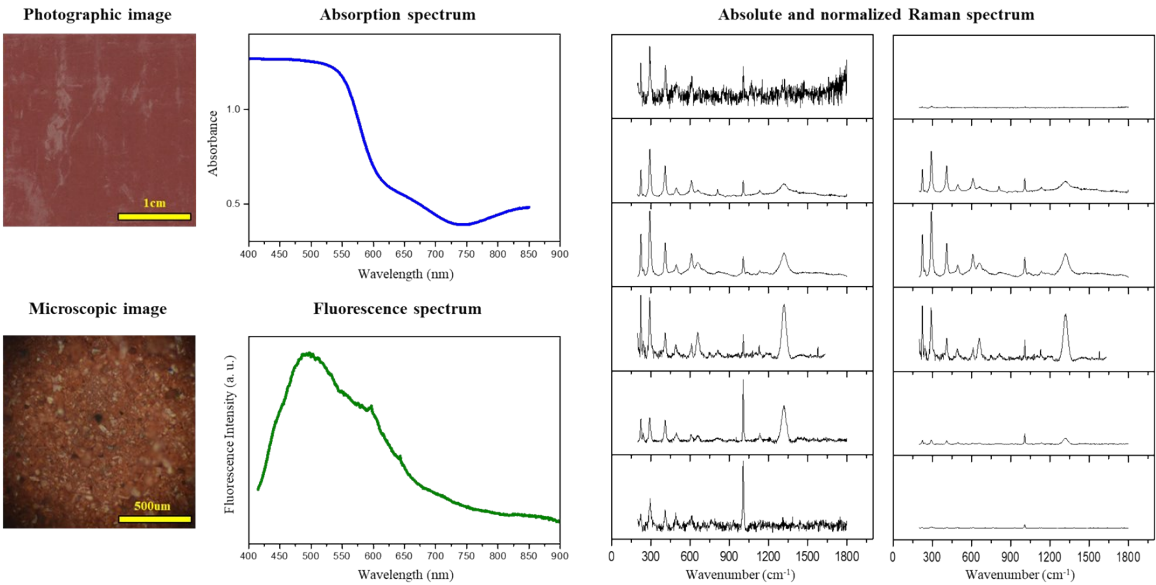 Photographic image
Absorption spectrum
Absolute and normalized Raman spectrum
1cm
Absorbance
1.0
0.5
400 450 500 550 600 650 700 750 800 850 900
Wavelength (nm)
Microscopic image
Fluorescence spectrum
500um
Fluorescence Intensity (a. u.)
400 450 500 550 600 650 700 750 800 850 900
Wavelength (nm)
300 600 900 1200 1500 1800
Wavenumber (cm-1)
300 600 900 1200 1500 1800
Wavenumber (cm-1)